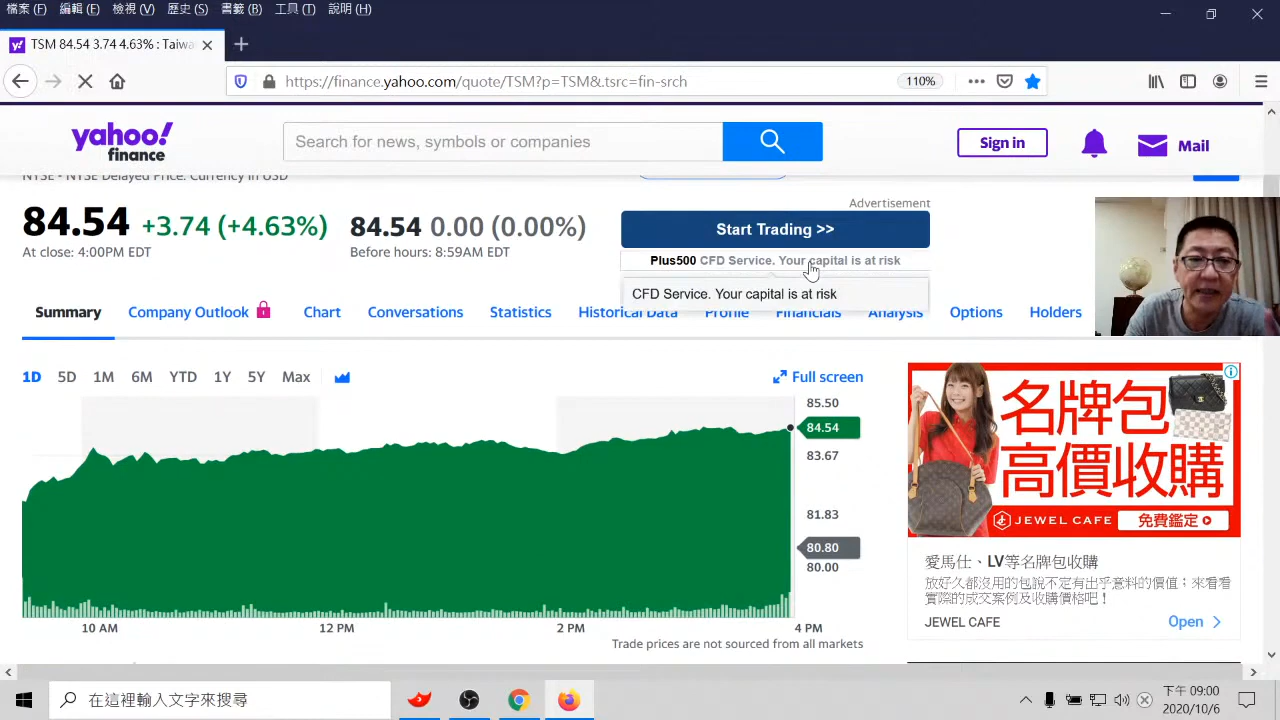 檔案(F) 編輯(E) 檢視(V) 歷史(S) 書籤(B) 工具(T) 說明(H)
TSM 84.54 3.74 4.63% : Taiwa
https://finance.yahoo.com/quote/TSM?p=TSM&.tsrc=fin-srch
110%
yahoo!
finance
Search for news, symbols or companies
Sign in
Mail
NYSE - NYSE Delayed Price. Currency in USD
84.54 +3.74 (+4.63%)
At close: 4:00PM EDT
84.54 0.00 (0.00%)
Before hours: 8:59AM EDT
Advertisement
Start Trading >>
Plus500 CFD Service. Your capital is at risk
CFD Service. Your capital is at risk
Summary Company Outlook Chart Conversations Statistics Historical Data Profile Financials Analysis Options Holders
1D 5D 1M 6M YTD 1Y 5Y Max
Full screen
85.50
84.54
83.67
81.83
80.80
80.00
10 AM 12 PM 2 PM 4 PM
Trade prices are not sourced from all markets
名牌包
高價收購
JEWEL CAFE 免費鑑定
愛馬仕、LV等名牌包收購
放好久都沒用的包說不定有出乎意料的價值；來看看
實際的成交案例及收購價格吧！
JEWEL CAFE
Open
在這裡輸入文字來搜尋
下午 09:00
2020/10/6